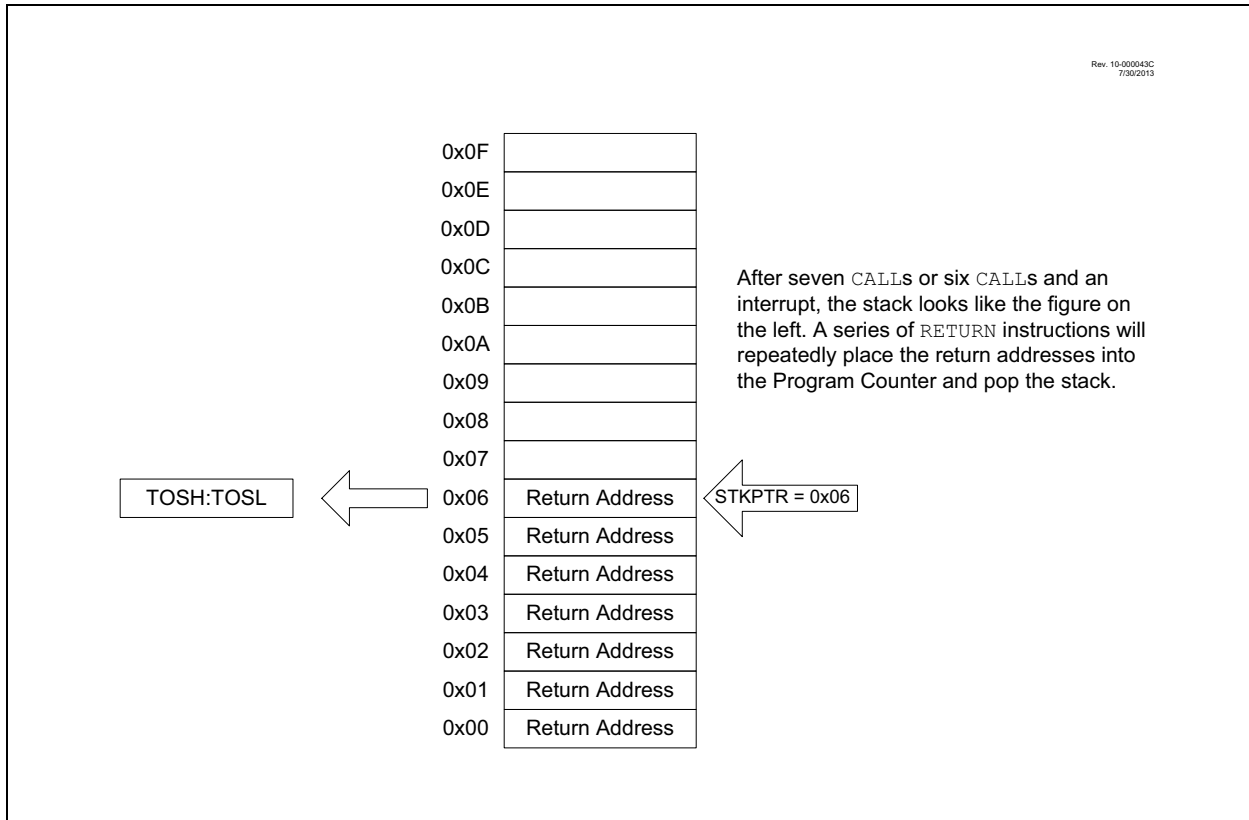 Rev. 10-000043C
7/30/2013
0x0F
0x0E
0x0D
0x0C
0x0B
0x0A
0x09
0x08
0x07
After seven CALLs or six CALLs and an
interrupt, the stack looks like the figure on
the left. A series of RETURN instructions will
repeatedly place the return addresses into
the Program Counter and pop the stack.
TOSH:TOSL
0x06 Return Address
STKPTR = 0x06
0x05 Return Address
0x04 Return Address
0x03 Return Address
0x02 Return Address
0x01 Return Address
0x00 Return Address